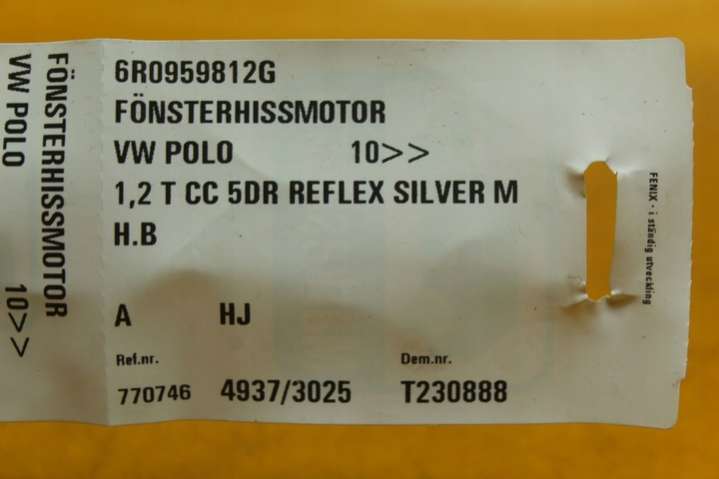 6R0959812G
FÖNSTERHISSMOTOR
VW POLO 10>>
1,2 T CC 5DR REFLEX SILVER M
H.B
A HJ
Ref.nr. Dem.nr.
770746 4937/3025 T230888
FÖNSTERHISSMOTOR
VW POLO 10>>
FENIX - i ständig utveckling